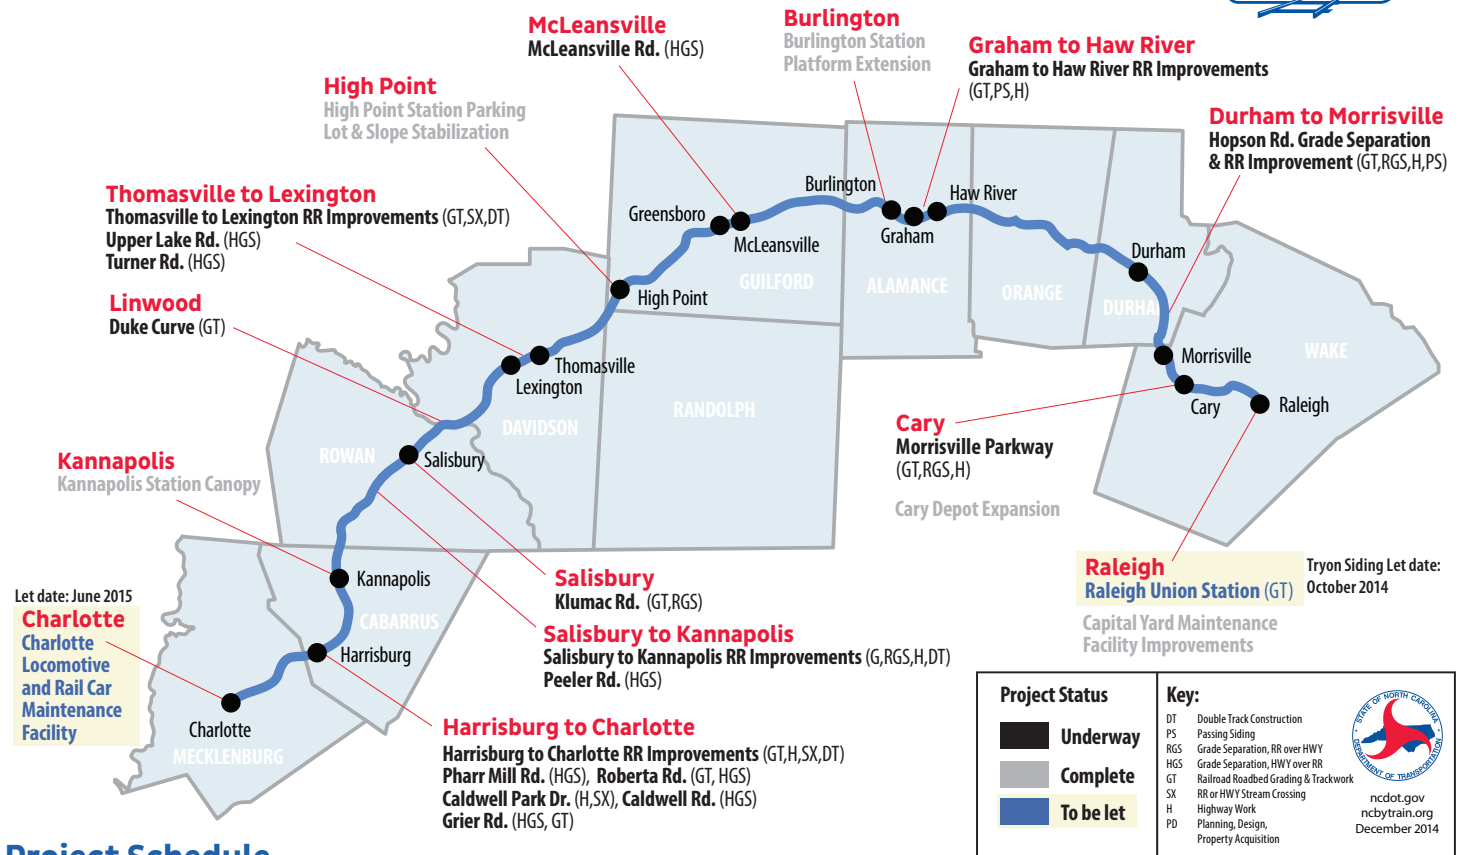 McLeansville
McLeansville Rd. (HGS)
Burlington
Burlington Station
Platform Extension
Graham to Haw River
Graham to Haw River RR Improvements
(GT,PS,H)
High Point
High Point Station Parking
Lot & Slope Stabilization
Durham to Morrisville
Hopson Rd. Grade Separation
& RR Improvement (GT,RGS,H,PS)
Thomasville to Lexington
Thomasville to Lexington RR Improvements (GT,SX,DT)
Upper Lake Rd. (HGS)
Turner Rd. (HGS)
Linwood
Duke Curve (GT)
Burlington
Haw River
Greensboro
McLeansville
Graham
Durham
High Point
GUILFORD
ALAMANCE
ORANGE
DURHA
WAKE
Thomasville
Lexington
Morrisville
Cary
Raleigh
RANDOLPH
DAVIDSON
ROWAN
Salisbury
Cary
Morrisville Parkway
(GT,RGS,H)
Cary Depot Expansion
Kannapolis
Kannapolis Station Canopy
Kannapolis
CABARRUS
Harrisburg
Charlotte
MECKLENBURG
Let date: June 2015
Charlotte
Charlotte
Locomotive
and Rail Car
Maintenance
Facility
Salisbury
Klumac Rd. (GT,RGS)
Salisbury to Kannapolis
Salisbury to Kannapolis RR Improvements (G,RGS,H,DT)
Peeler Rd. (HGS)
Harrisburg to Charlotte
Harrisburg to Charlotte RR Improvements (GT,H,SX,DT)
Pharr Mill Rd. (HGS), Roberta Rd. (GT, HGS)
Caldwell Park Dr. (H,SX), Caldwell Rd. (HGS)
Grier Rd. (HGS, GT)
Raleigh
Raleigh Union Station (GT)
Tryon Siding Let date:
October 2014
Capital Yard Maintenance
Facility Improvements
Project Status
Underway
Complete
To be let
Key:
DT Double Track Construction
PS Passing Siding
RGS Grade Separation, RR over HWY
HGS Grade Separation, HWY over RR
GT Railroad Roadbed Grading & Trackwork
SX RR or HWY Stream Crossing
H Highway Work
PD Planning, Design,
Property Acquisition
STATE OF NORTH CAROLINA
DEPARTMENT OF TRANSPORTATION
ncdot.gov
ncbytrain.org
December 2014
Project Schedule